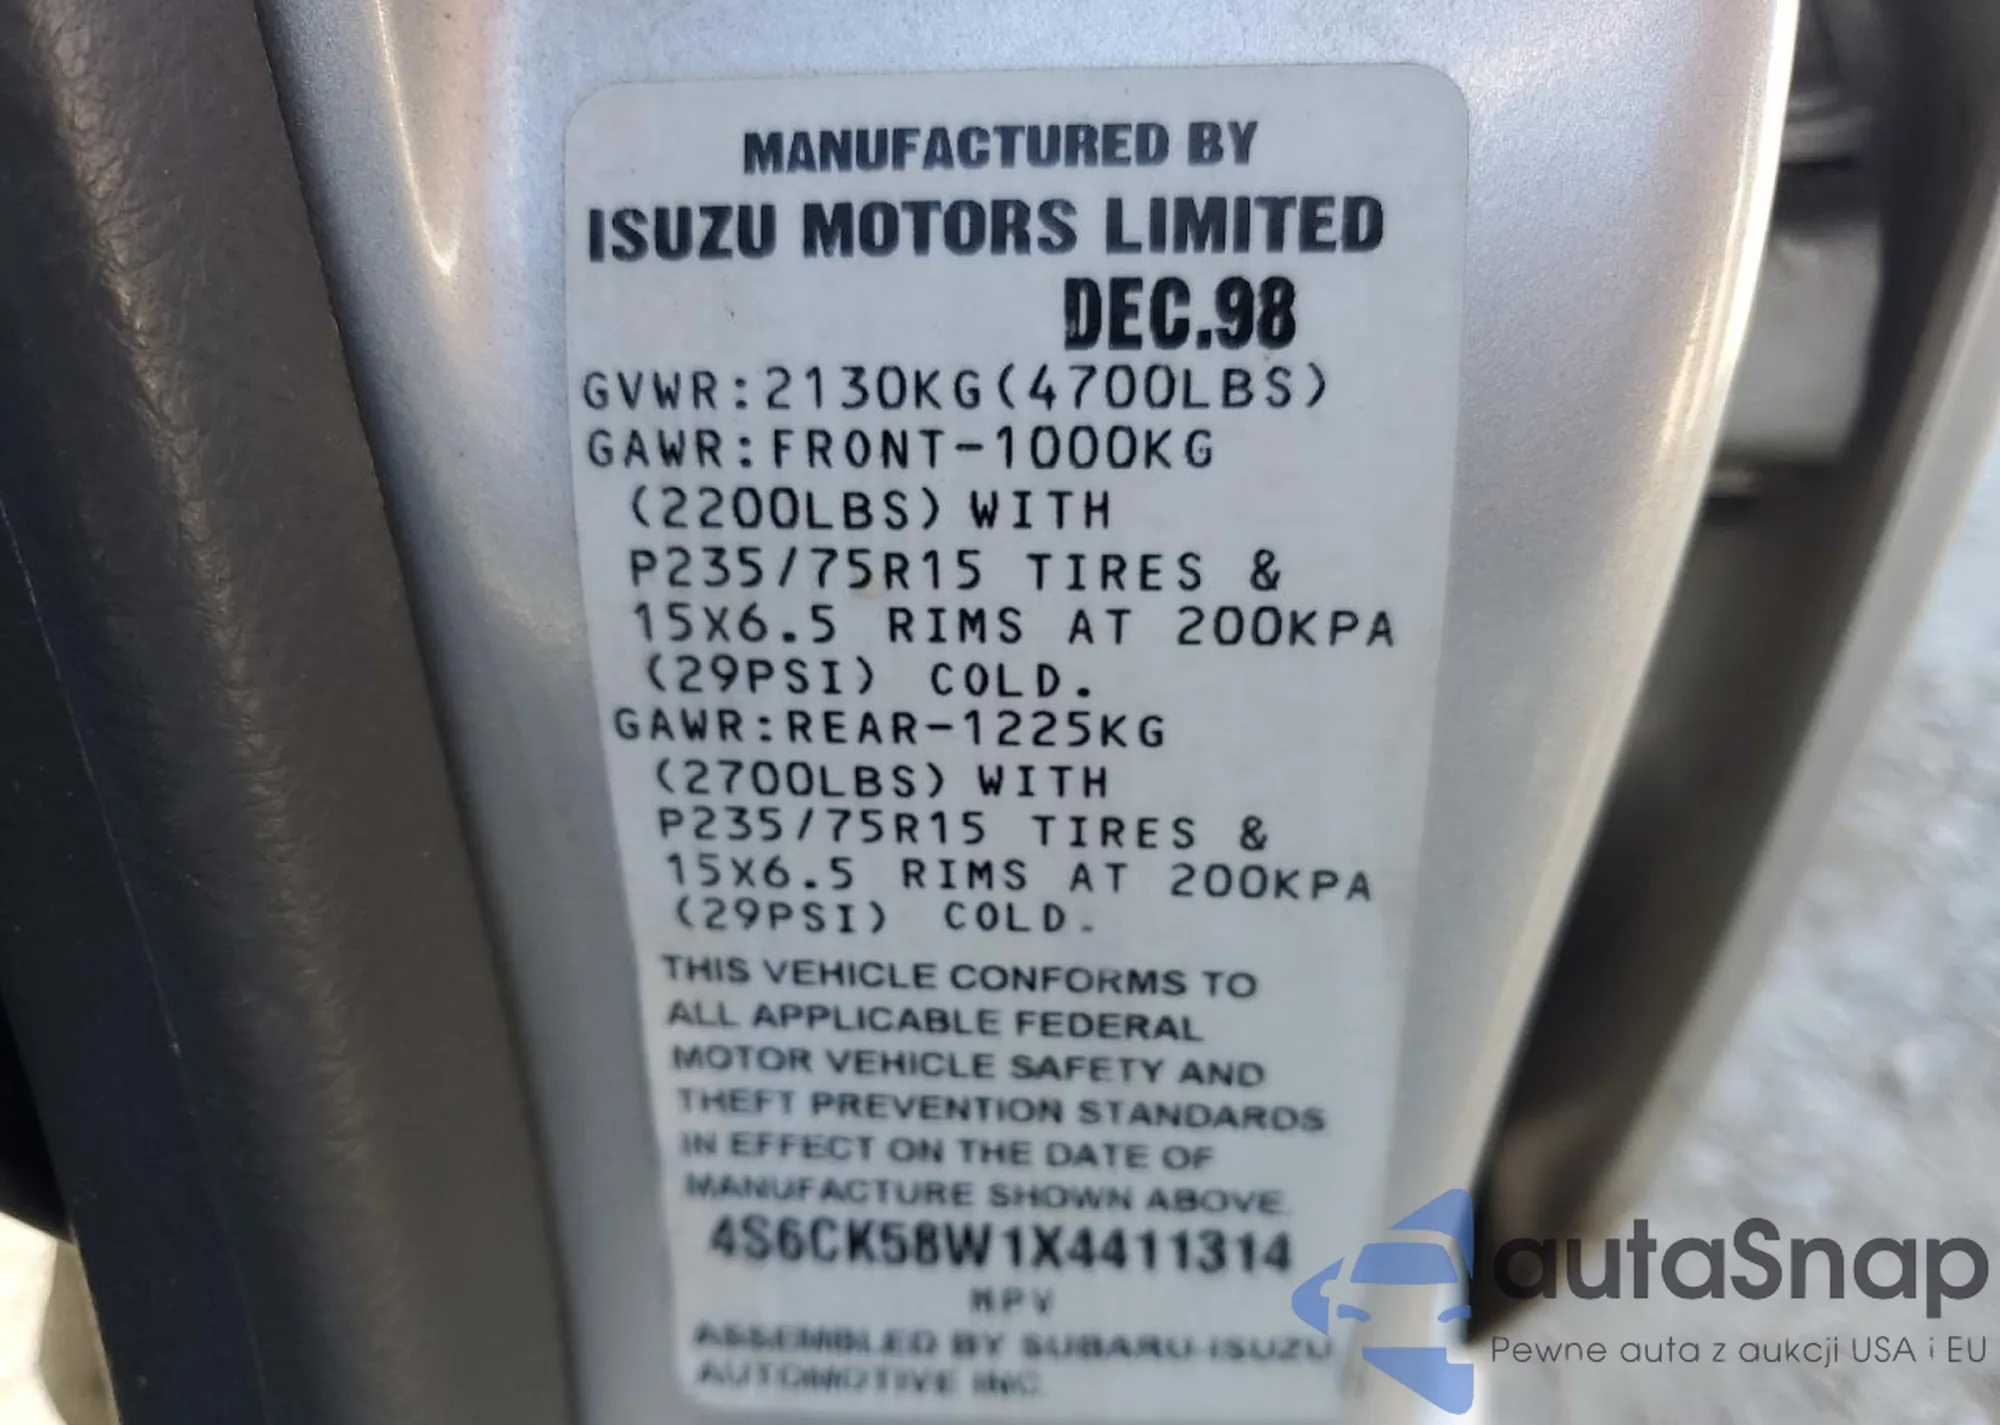 MANUFACTURED BY
ISUZU MOTORS LIMITED
DEC.98
GVWR:2130KG(4700LBS)
GAWR:FRONT-1000KG
(2200LBS) WITH
P235/75R15 TIRES &
15X6.5 RIMS AT 200KPA
(29PSI) COLD.
GAWR:REAR-1225KG
(2700LBS) WITH
P235/75R15 TIRES &
15X6.5 RIMS AT 200KPA
(29PSI) COLD.
THIS VEHICLE CONFORMS TO
ALL APPLICABLE FEDERAL
MOTOR VEHICLE SAFETY AND
THEFT PREVENTION STANDARDS
IN EFFECT ON THE DATE OF
MANUFACTURE SHOWN ABOVE.
4S6CK58W1X4411314
MPV
ASSEMBLED BY SUBARU-ISUZU
AUTOMOTIVE INC.
autaSnap
Pewne auta z aukcji USA i EU